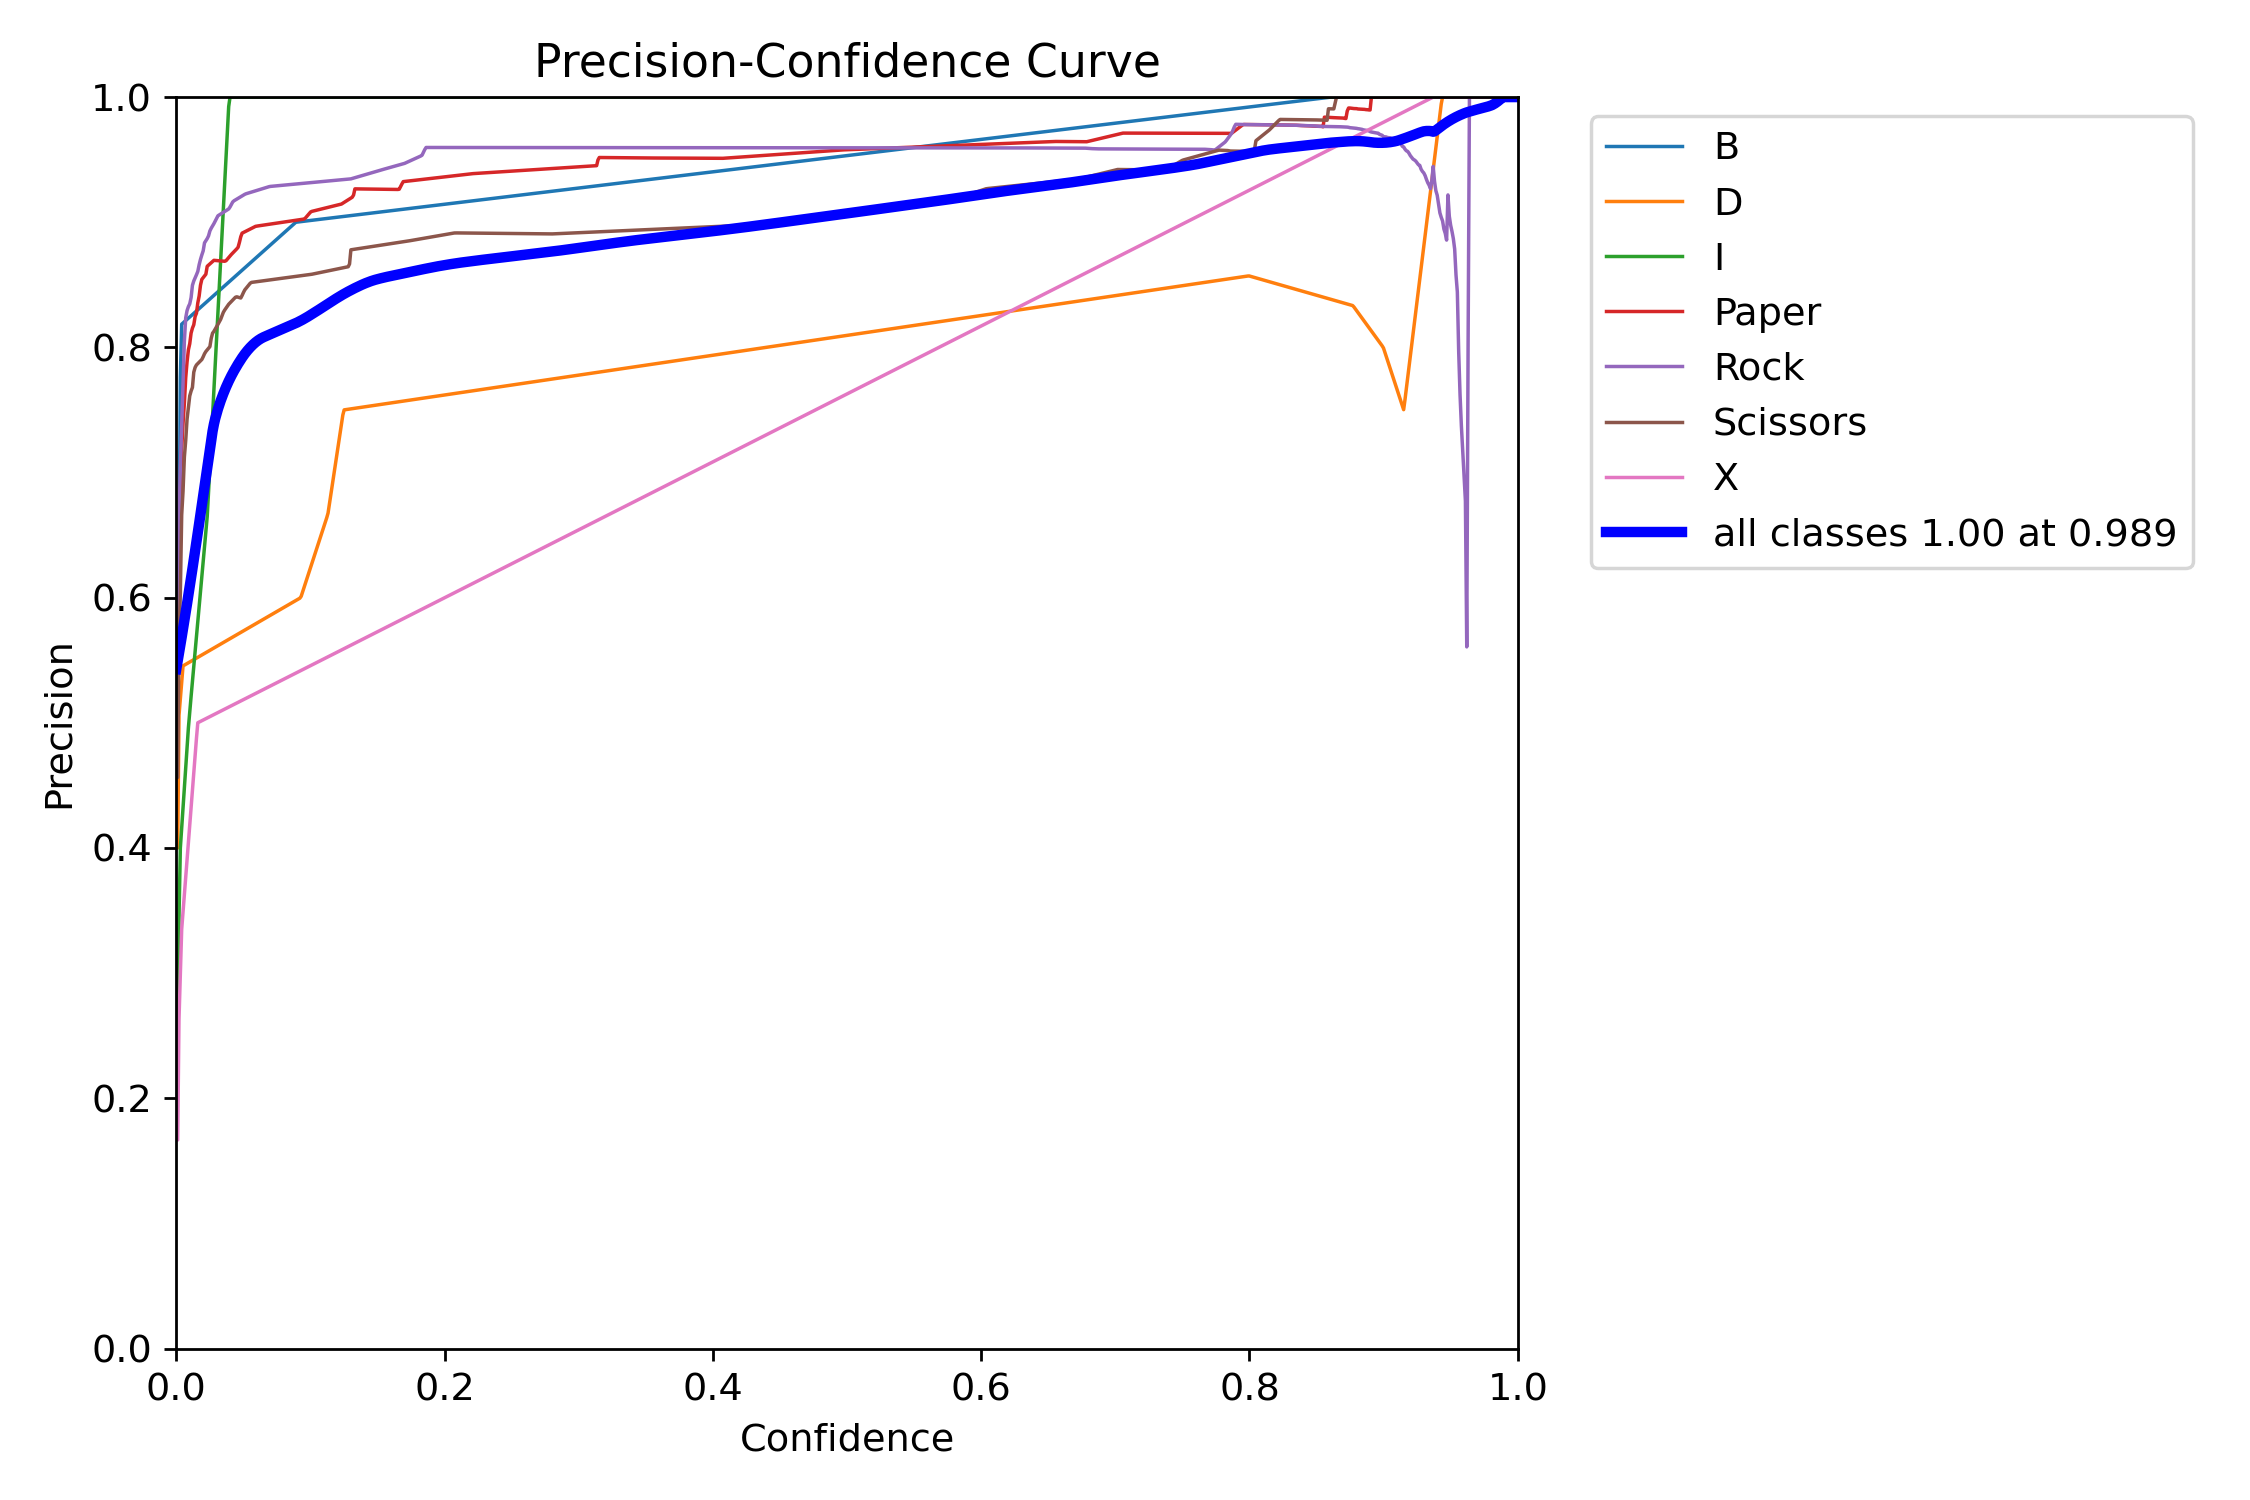 Precision-Confidence Curve
1.0
0.8
0.6
0.4
0.2
0.0
Precision
0.0 0.2 0.4 0.6 0.8 1.0
Confidence
B
D
I
Paper
Rock
Scissors
X
all classes 1.00 at 0.989